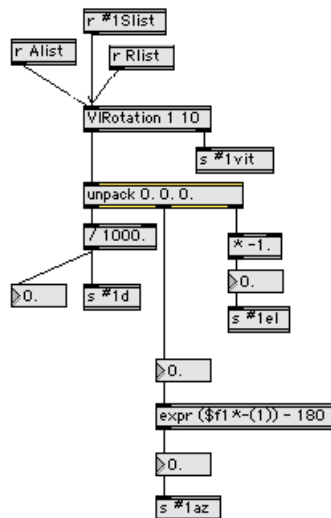 r #1Slist
r Alist
r Rlist
VIRotation 1 10
s #1vit
unpack 0. 0. 0.
/ 1000.
* -1.
0.
0.
s #1d
s #1el
0.
expr ($f1*-(1)) - 180
0.
s #1az